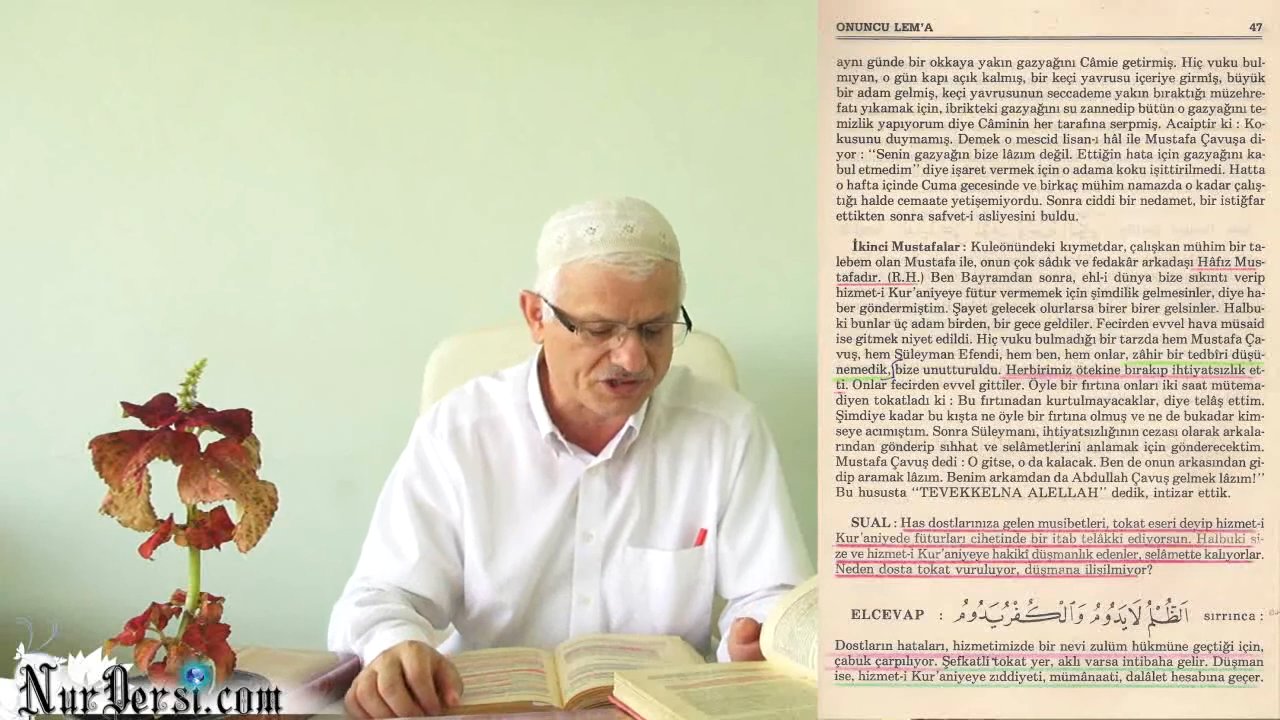 ONUNCU LEM'A 47
aynı günde bir okkaya yakın gazyağını Câmie getirmiş. Hiç vuku bul-
mıyan, o gün kapı açık kalmış, bir keçi yavrusu içeriye girmiş, büyük
bir adam gelmiş, keçi yavrusunun seccademe yakın bıraktığı müzehre-
fatı yıkamak için, ibrikteki gazyağını su zannedip bütün o gazyağını te-
mizlik yapıyorum diye Câminin her tarafına serpmiş. Acaiptir ki : Ko-
kusunu duymamış. Demek o mescid lisan-ı hâl ile Mustafa Çavuşa di-
yor : "Senin gazyağın bize lâzım değil. Ettiğin hata için gazyağını ka-
bul etmedim" diye işaret vermek için o adama koku işittirilmedi. Hatta
o hafta içinde Cuma gecesinde ve birkaç mühim namazda o kadar çalış-
tığı halde cemaate yetişemiyordu. Sonra ciddi bir nedamet, bir istiğfar
ettikten sonra safvet-i asliyesini buldu.
İkinci Mustafalar : Kuleönündeki kıymetdar, çalışkan mühim bir ta-
lebem olan Mustafa ile, onun çok sâdık ve fedakâr arkadaşı Hâfız Mus-
tafadır. (R.H.) Ben Bayramdan sonra, ehl-i dünya bize sıkıntı verip
hizmet-i Kur'aniyeye fütur vermemek için şimdilik gelmesinler, diye ha-
ber göndermiştim. Şayet gelecek olurlarsa birer birer gelsinler. Halbu-
ki bunlar üç adam birden, bir gece geldiler. Fecirden evvel hava müsaid
ise gitmek niyet edildi. Hiç vuku bulmadığı bir tarzda hem Mustafa Ça-
vuş, hem Süleyman Efendi, hem ben, hem onlar, zâhir bir tedbîri düşü-
nemedik, bize unutturuldu. Herbirimiz ötekine bırakıp ihtiyatsızlık et-
ti. Onlar fecirden evvel gittiler. Öyle bir fırtına onları iki saat mütema-
diyen tokatladı ki : Bu fırtınadan kurtulmayacaklar, diye telâş ettim.
Şimdiye kadar bu kışta ne öyle bir fırtına olmuş ve ne de bukadar kim-
seye acımıştım. Sonra Süleymanı, ihtiyatsızlığının cezası olarak arkala-
rından gönderip sıhhat ve selâmetlerini anlamak için gönderecektim.
Mustafa Çavuş dedi : O gitse, o da kalacak. Ben de onun arkasından gi-
dip aramak lâzım. Benim arkamdan da Abdullah Çavuş gelmek lâzım!"
Bu hususta "TEVEKKELNA ALELLAH" dedik, intizar ettik.
SUAL : Has dostlarınıza gelen musibetleri, tokat eseri deyip hizmet-i
Kur'aniyede fütürları cihetinde bir itab telâkki ediyorsun. Halbuki si-
ze ve hizmet-i Kur'aniyeye hakikî düşmanlık edenler, selâmette kalıyorlar.
Neden dosta tokat vuruluyor, düşmana ilişilmiyor?
ELCEVAP : اَلظُّلْمُ لَا يَدُومُ وَالْكُفْرُ يَدُومُ sırrınca :
Dostların hataları, hizmetimizde bir nevi zulüm hükmüne geçtiği için,
çabuk çarpılıyor. Şefkatli tokat yer, aklı varsa intibaha gelir. Düşman
ise, hizmet-i Kur'aniyeye zıddiyeti, mümânaati, dalâlet hesabına geçer.
NurDersi.com